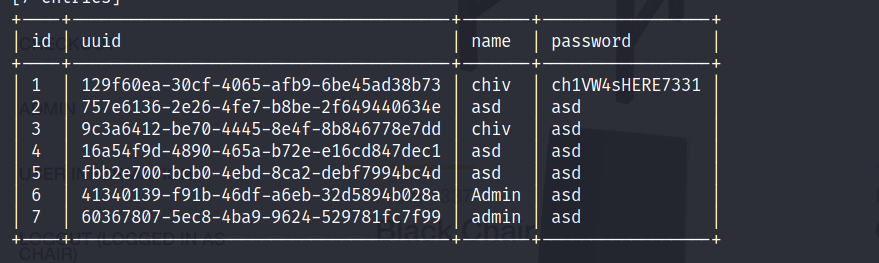 [7 entries]
+----+--------------------------------------+-------+----------------+
| id | uuid | name | password |
+----+--------------------------------------+-------+----------------+
| 1 | 129f60ea-30cf-4065-afb9-6be45ad38b73 | chiv | ch1VW4sHERE7331 |
| 2 | 757e6136-2e26-4fe7-b8be-2f649440634e | asd | asd |
| 3 | 9c3a6412-be70-4445-8e4f-8b846778e7dd | chiv | asd |
| 4 | 16a54f9d-4890-465a-b72e-e16cd847dec1 | asd | asd |
| 5 | fbb2e700-bcb0-4ebd-8ca2-debf7994bc4d | asd | asd |
| 6 | 41340139-f91b-46df-a6eb-32d5894b028a | Admin | asd |
| 7 | 60367807-5ec8-4ba9-9624-529781fc7f99 | admin | asd |
+----+--------------------------------------+-------+----------------+
Black Chair
LOGOUT (LOGGED IN AS
CHAIR)